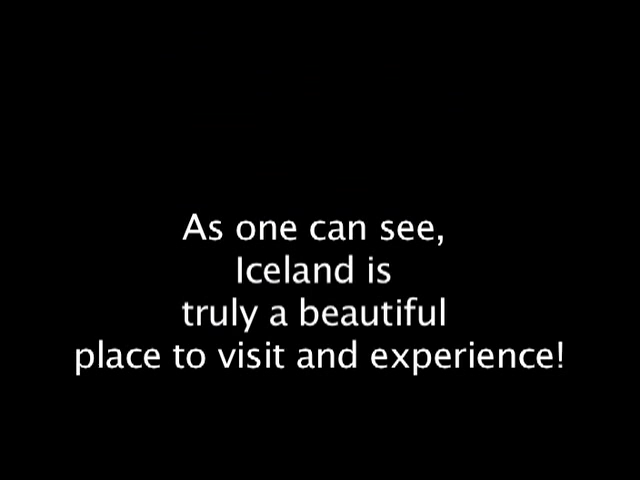 As one can see,
Iceland is
truly a beautiful
place to visit and experience!